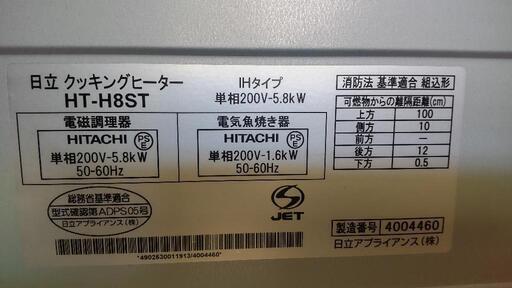 日立 クッキングヒーター
HT-H8ST
IHタイプ
単相200V-5.8kW
電磁調理器
HITACHI
PSE
単相200V-5.8kW
50-60Hz
電気魚焼き器
HITACHI
PSE
単相200V-1.6kW
50-60Hz
総務省基準適合
型式確認第ADPS05号
日立アプライアンス(株)
S
JET
消防法 基準適合 組込形
可燃物からの離隔距離(cm)
上方 100
側方 10
前方 —
後方 12
下方 0.5
製造番号 4004460
日立アプライアンス(株)
*4902530011913/4004460*